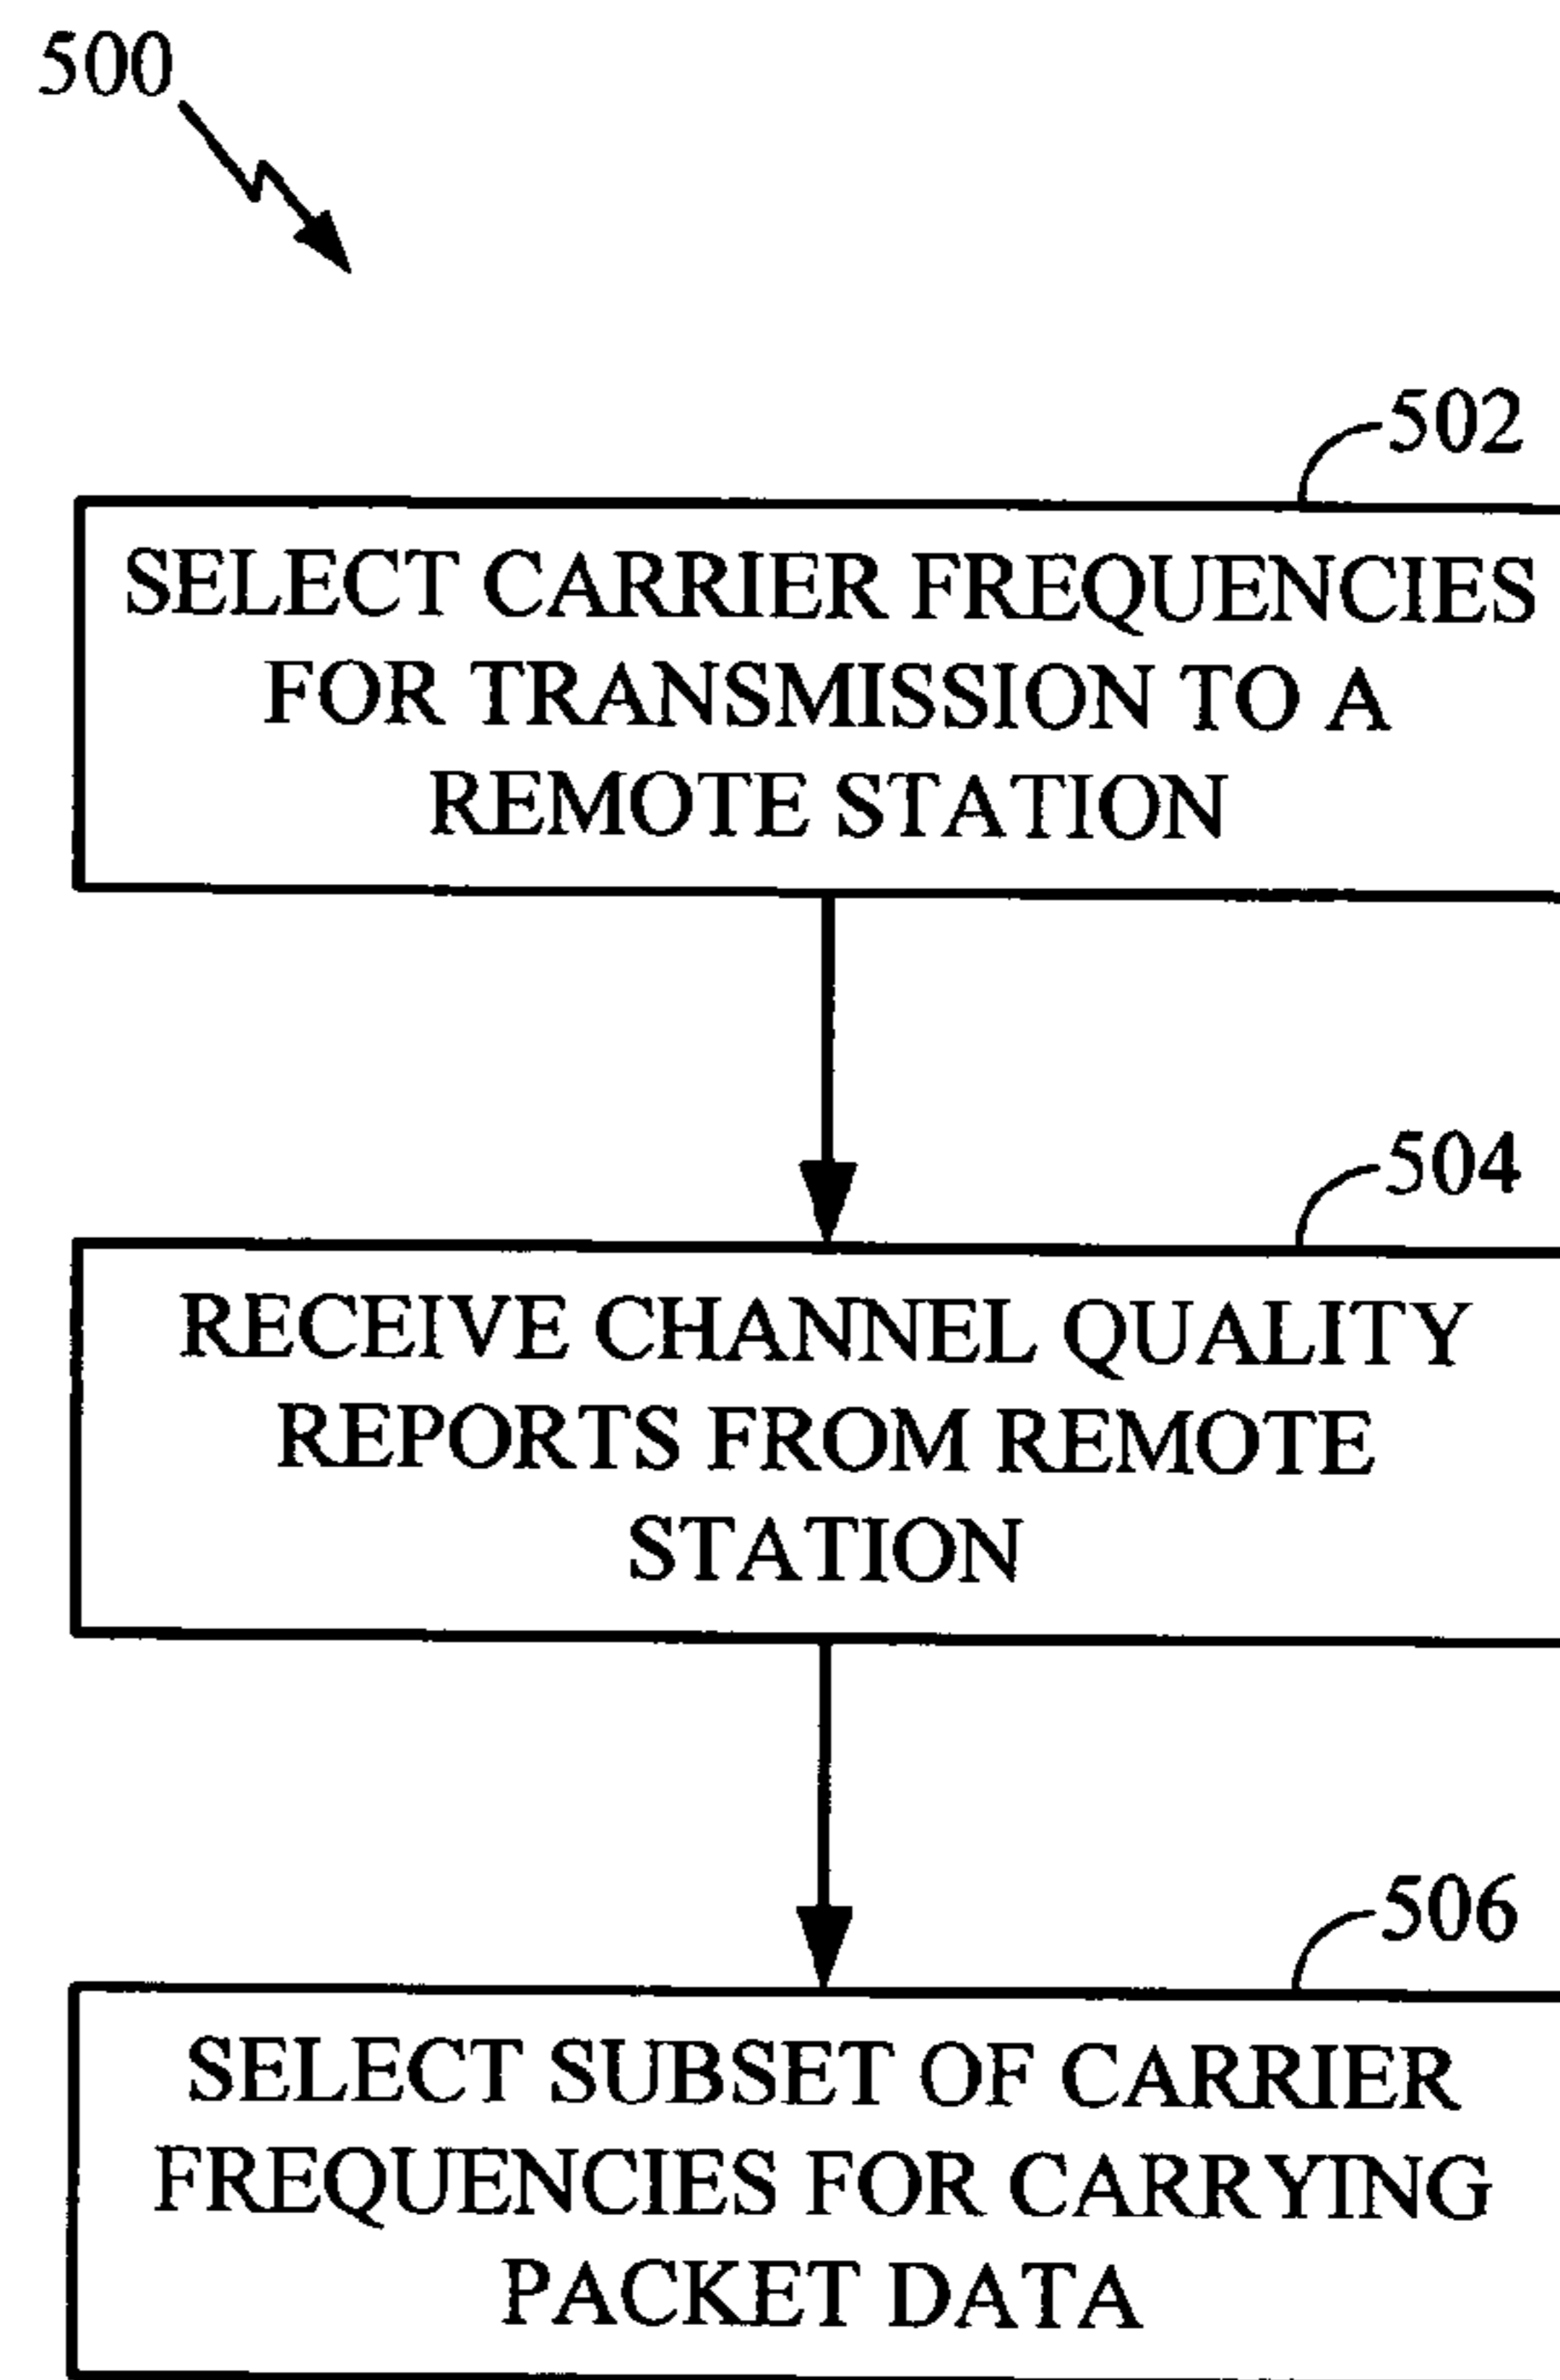 500
502
SELECT CARRIER FREQUENCIES
FOR TRANSMISSION TO A
REMOTE STATION
504
RECEIVE CHANNEL QUALITY
REPORTS FROM REMOTE
STATION
506
SELECT SUBSET OF CARRIER
FREQUENCIES FOR CARRYING
PACKET DATA